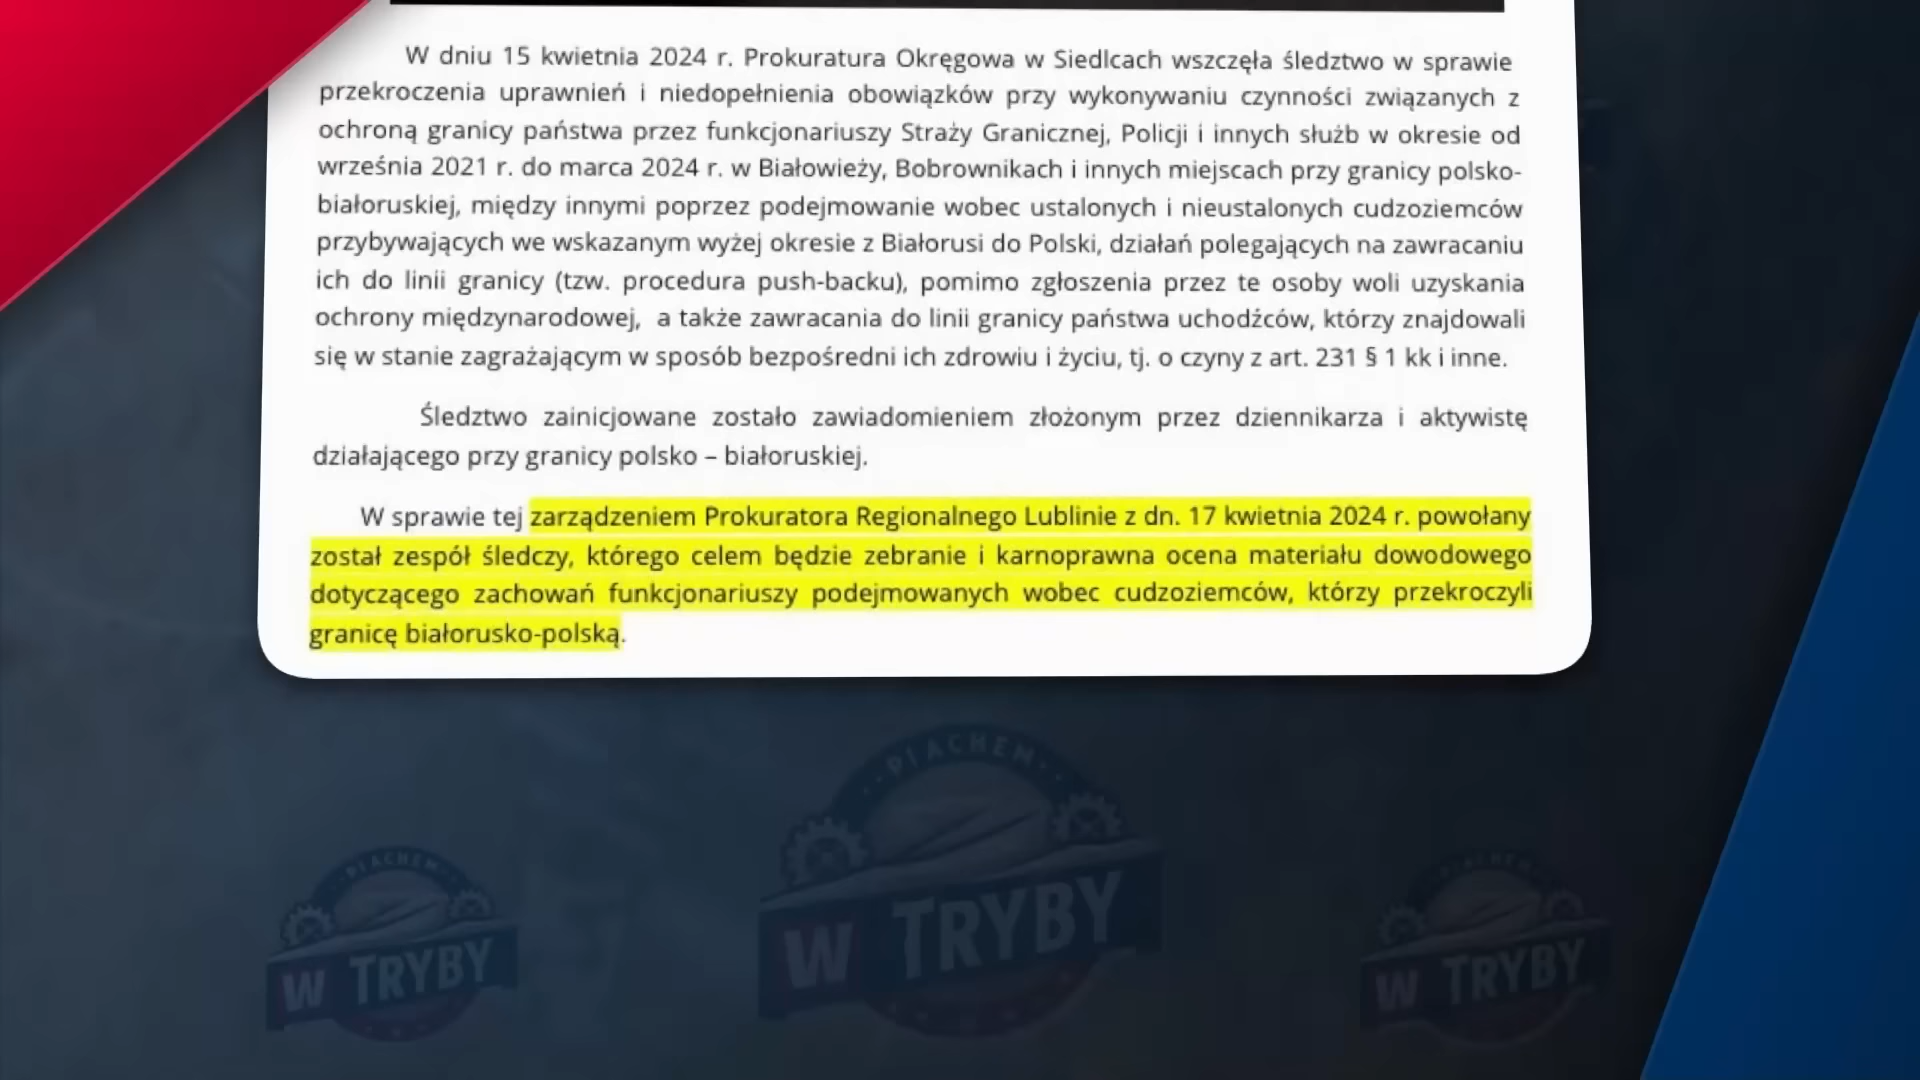 W dniu 15 kwietnia 2024 r. Prokuratura Okręgowa w Siedlcach wszczęła śledztwo w sprawie
przekroczenia uprawnień i niedopełnienia obowiązków przy wykonywaniu czynności związanych z
ochroną granicy państwa przez funkcjonariuszy Straży Granicznej, Policji i innych służb w okresie od
września 2021 r. do marca 2024 r. w Białowieży, Bobrownikach i innych miejscach przy granicy polsko-
białoruskiej, między innymi poprzez podejmowanie wobec ustalonych i nieustalonych cudzoziemców
przybywających we wskazanym wyżej okresie z Białorusi do Polski, działań polegających na zawracaniu
ich do linii granicy (tzw. procedura push-backu), pomimo zgłoszenia przez te osoby woli uzyskania
ochrony międzynarodowej, a także zawracania do linii granicy państwa uchodźców, którzy znajdowali
się w stanie zagrażającym w sposób bezpośredni ich zdrowiu i życiu, tj. o czyny z art. 231 § 1 kk i inne.
Śledztwo zainicjowane zostało zawiadomieniem złożonym przez dziennikarza i aktywistę
działającego przy granicy polsko – białoruskiej.
W sprawie tej zarządzeniem Prokuratora Regionalnego Lublinie z dn. 17 kwietnia 2024 r. powołany
został zespół śledczy, którego celem będzie zebranie i karnoprawna ocena materiału dowodowego
dotyczącego zachowań funkcjonariuszy podejmowanych wobec cudzoziemców, którzy przekroczyli
granicę białorusko-polską.
PIACHEM
W TRYBY
PIACHEM
W TRYBY
PIACHEM
W TRYBY